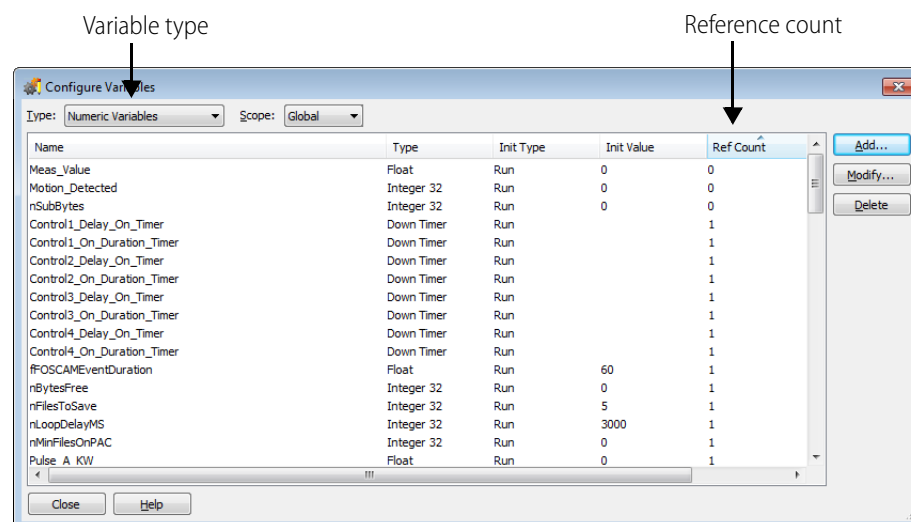 Variable type
Reference count
Configure Variables
Type: Numeric Variables Scope: Global
Name Type Init Type Init Value Ref Count
Meas_Value Float Run 0 0
Motion_Detected Integer 32 Run 0 0
nSubBytes Integer 32 Run 0 0
Control1_Delay_On_Timer Down Timer Run 1
Control1_On_Duration_Timer Down Timer Run 1
Control2_Delay_On_Timer Down Timer Run 1
Control2_On_Duration_Timer Down Timer Run 1
Control3_Delay_On_Timer Down Timer Run 1
Control3_On_Duration_Timer Down Timer Run 1
Control4_Delay_On_Timer Down Timer Run 1
Control4_On_Duration_Timer Down Timer Run 1
fFOSCAMEventDuration Float Run 60 1
nBytesFree Integer 32 Run 0 1
nFilesToSave Integer 32 Run 5 1
nLoopDelayMS Integer 32 Run 3000 1
nMinFilesOnPAC Integer 32 Run 0 1
Pulse_A_KW Float Run 0 1
Add...
Modify...
Delete
Close Help